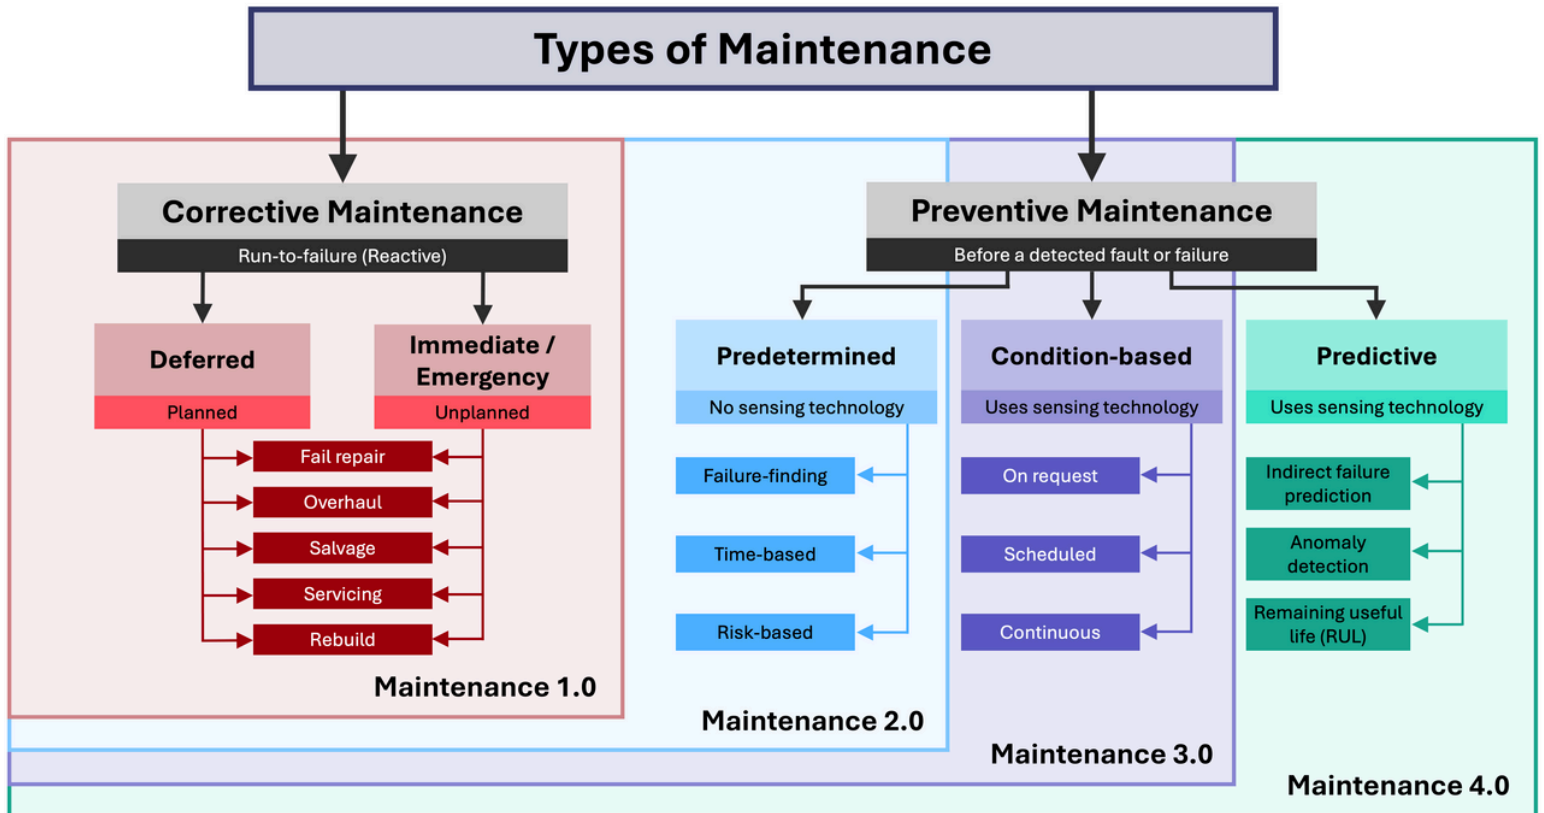 Types of Maintenance
Corrective Maintenance
Run-to-failure (Reactive)
Deferred
Planned
Immediate /
Emergency
Unplanned
Fail repair
Overhaul
Salvage
Servicing
Rebuild
Maintenance 1.0
Preventive Maintenance
Before a detected fault or failure
Predetermined
No sensing technology
Failure-finding
Time-based
Risk-based
Maintenance 2.0
Condition-based
Uses sensing technology
On request
Scheduled
Continuous
Maintenance 3.0
Predictive
Uses sensing technology
Indirect failure
prediction
Anomaly
detection
Remaining useful
life (RUL)
Maintenance 4.0